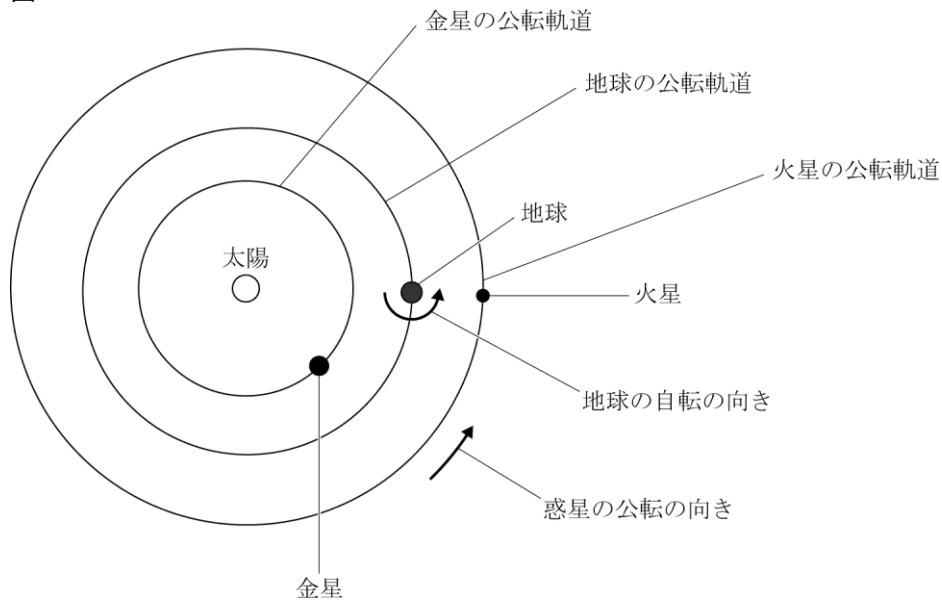 金星の公転軌道
地球の公転軌道
火星の公転軌道
地球
太陽
火星
地球の自転の向き
惑星の公転の向き
金星